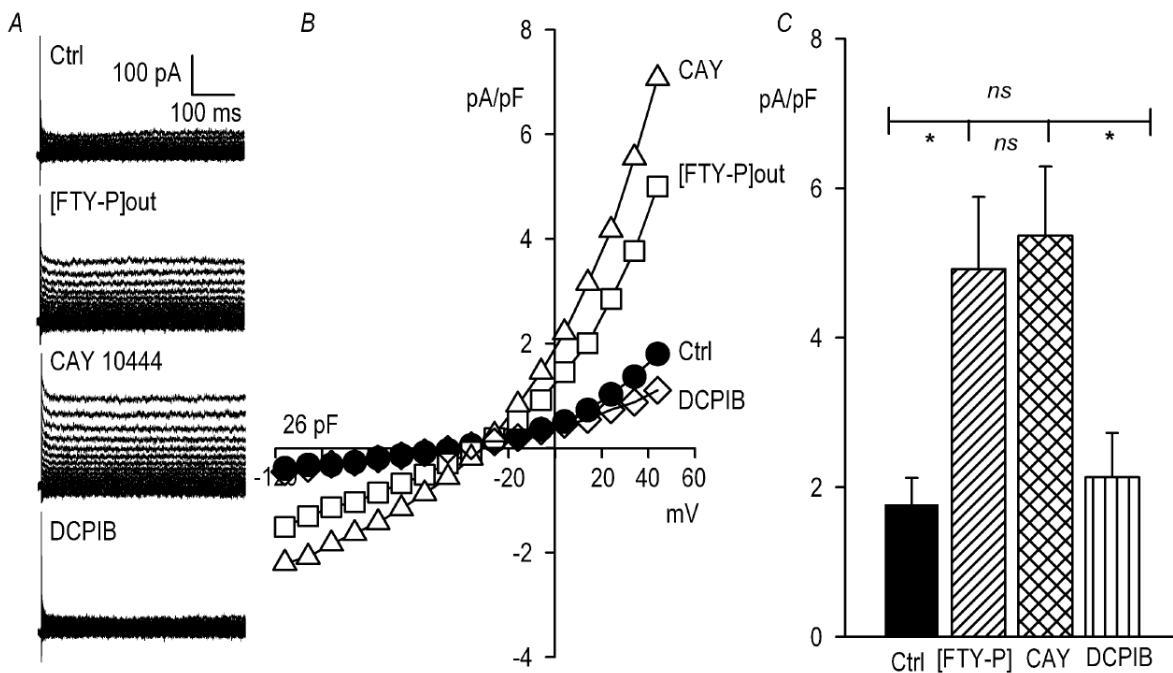 A
Ctrl
100 pA
100 ms
[FTY-P]out
CAY 10444
DCPIB
B
8
pA/pF
CAY
6
[FTY-P]out
4
2
Ctrl
DCPIB
26 pF
-20
20
40
60
mV
-2
-4
C
8
pA/pF
ns
* ns *
6
4
2
0
Ctrl [FTY-P] CAY DCPIB